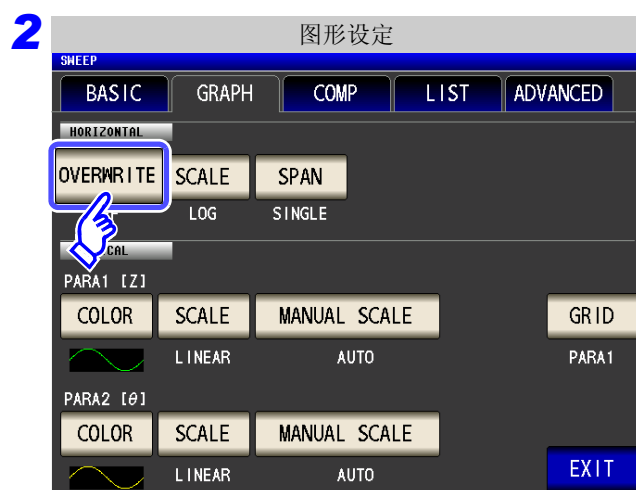 2
图形设定
SWEEP
BASIC GRAPH COMP LIST ADVANCED
HORIZONTAL
OVERWRITE SCALE SPAN
LOG SINGLE
CAL
PARA1 [Z]
COLOR SCALE MANUAL SCALE GRID
LINEAR AUTO PARA1
PARA2 [θ]
COLOR SCALE MANUAL SCALE
LINEAR AUTO EXIT